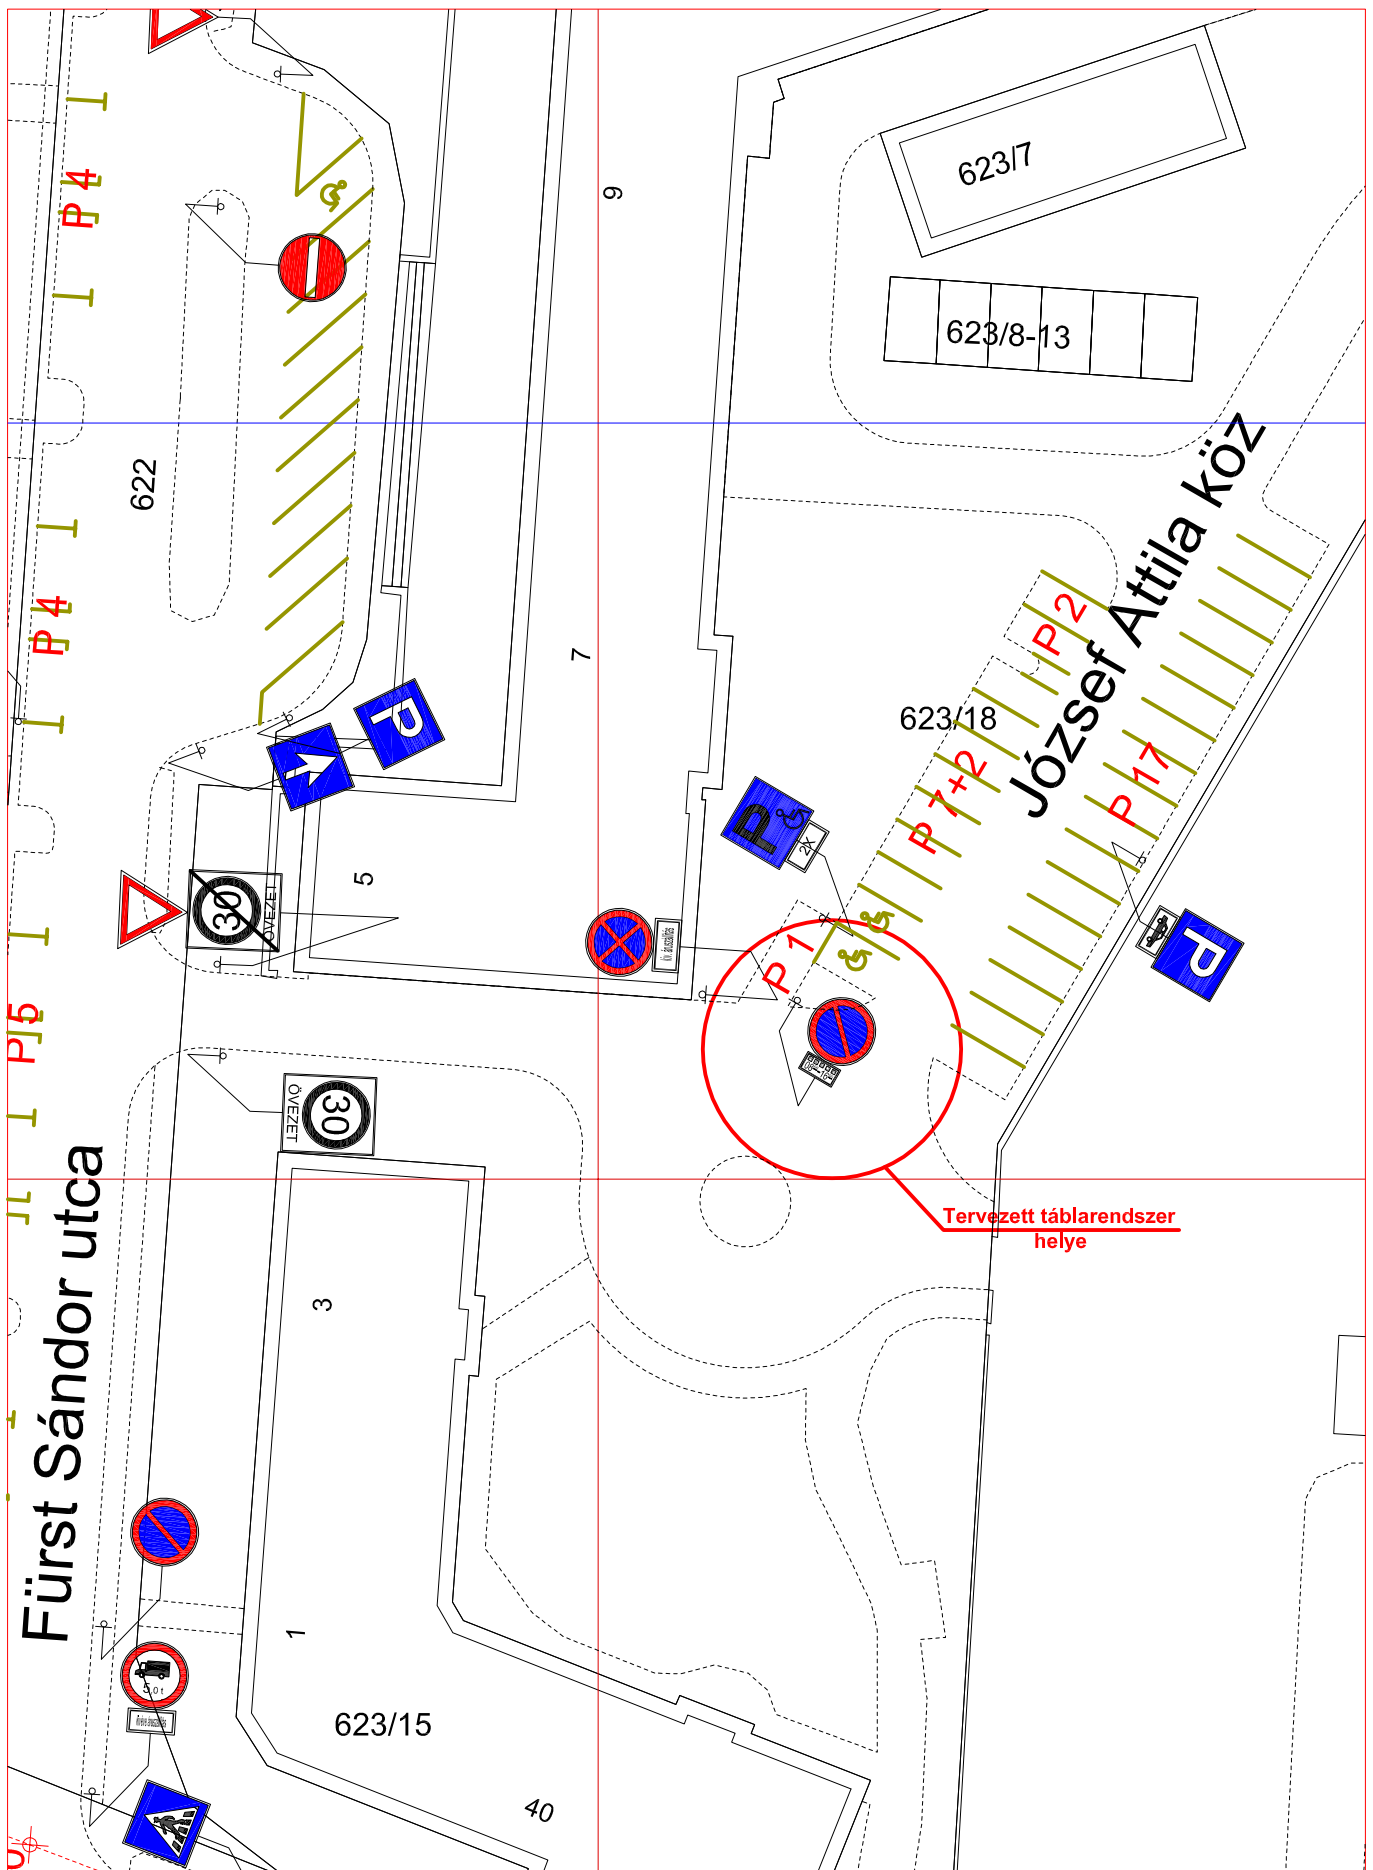 P 4
9
623/7
623/8-13
622
József Attila köz
P 4
P 2
7
623/18
P 17
P 7+2
P
P
P
2X
5
30
ÖVEZET
P 1
P
P 5
30
ÖVEZET
Fürst Sándor utca
Tervezett táblarendszer
helye
3
1
5,0 t
623/15
40